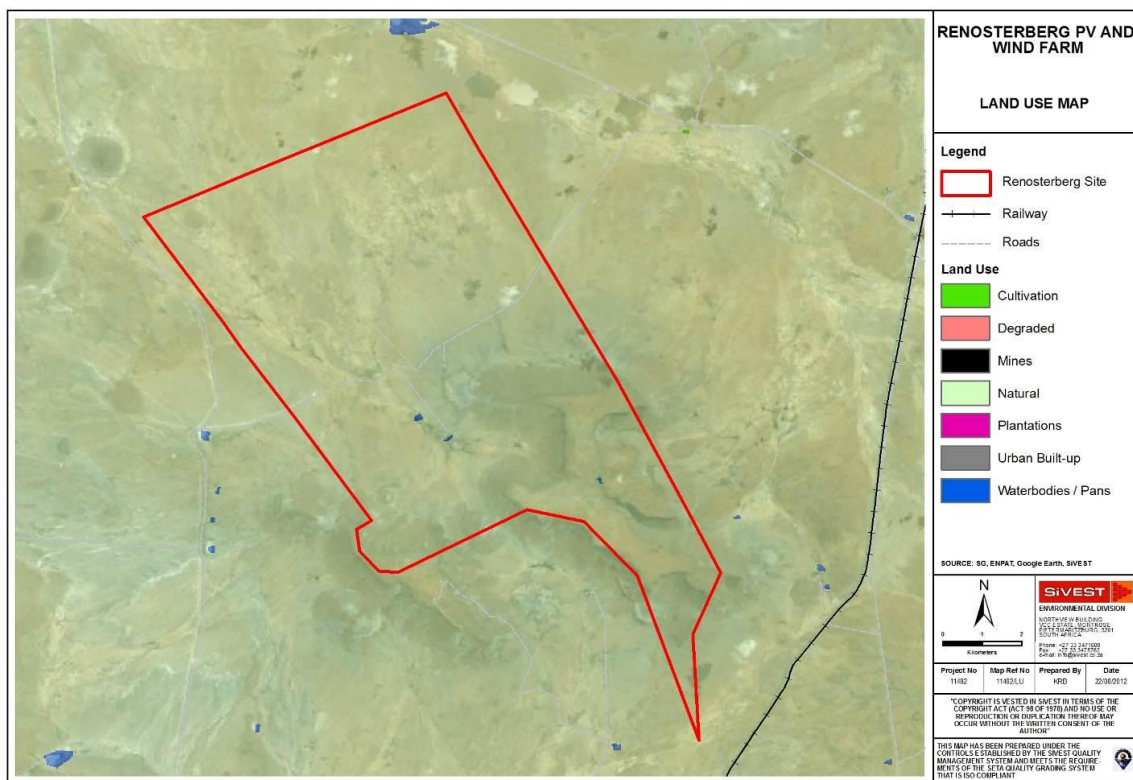 RENOSTERBERG PV AND
WIND FARM
LAND USE MAP
Legend
Renosterberg Site
Railway
Roads
Land Use
Cultivation
Degraded
Mines
Natural
Plantations
Urban Built-up
Waterbodies / Pans
SOURCE: SG, ENPAT, Google Earth, SiVEST
N
0 1 2
Kilometers
SiVEST
ENVIRONMENTAL DIVISION
SOUTH AFRICA
Project No Map Ref No Prepared By Date
11482 11482/LU KRB
"COPYRIGHT IS VESTED IN SIVEST IN TERMS OF THE
COPYRIGHT ACT (ACT 98 OF 1978) AND NO USE OR
REPRODUCTION OR DUPLICATION THEREOF MAY
OCCUR WITHOUT THE WRITTEN CONSENT OF THE
AUTHOR"
THIS MAP HAS BEEN PREPARED UNDER THE
CONTROLS ESTABLISHED BY THE SIVEST QUALITY
MANAGEMENT SYSTEM AND MEETS THE REQUIRE-
MENTS OF THE SETA QUALITY GRADING SYSTEM
THAT IS ISO COMPLIANT